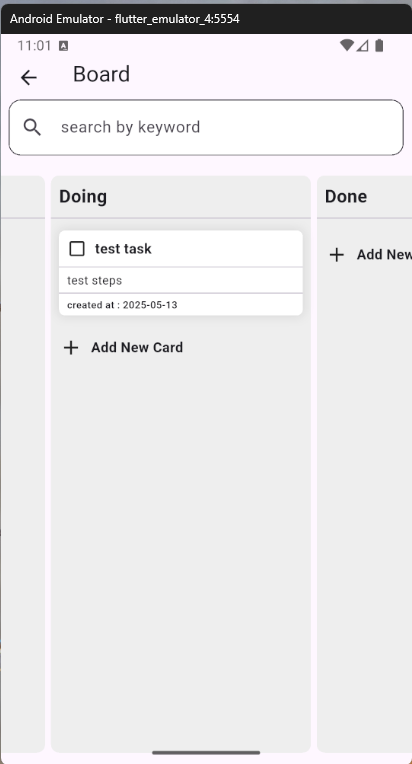 Android Emulator - flutter_emulator_4:5554
11:01 A
Board
search by keyword
Doing
test task
test steps
created at : 2025-05-13
Add New Card
Done
Add New